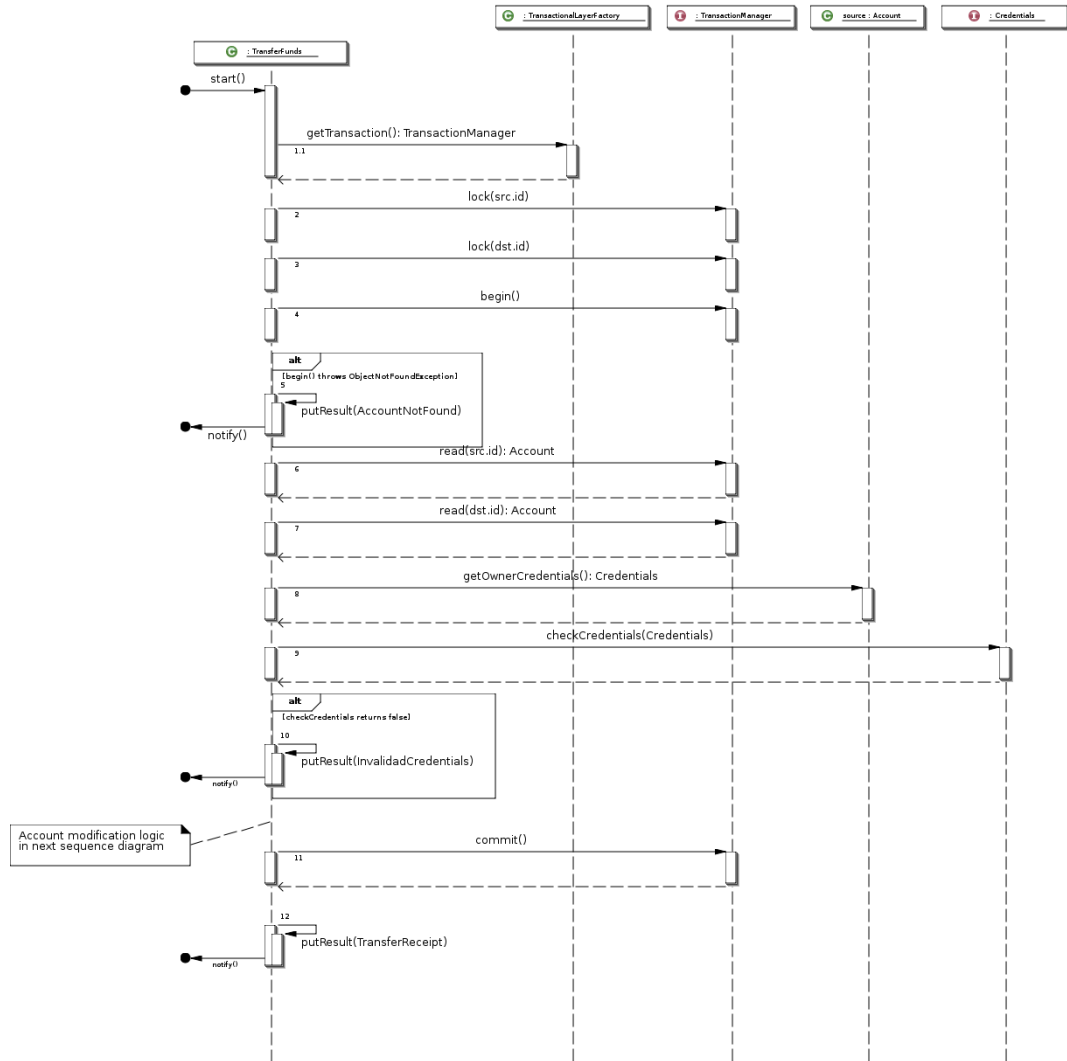 C : TransactionalLayerFactory
I : TransactionManager
C source : Account
I : Credentials
C : TransferFunds
start()
getTransaction(): TransactionManager
1.1
lock(src.id)
2
lock(dst.id)
3
begin()
4
alt
[begin() throws ObjectNotFoundException]
5
putResult(AccountNotFound)
notify()
read(src.id): Account
6
read(dst.id): Account
7
getOwnerCredentials(): Credentials
8
checkCredentials(Credentials)
9
alt
[checkCredentials returns false]
10
putResult(InvalidadCredentials)
notify()
Account modification logic
in next sequence diagram
commit()
11
12
putResult(TransferReceipt)
notify()